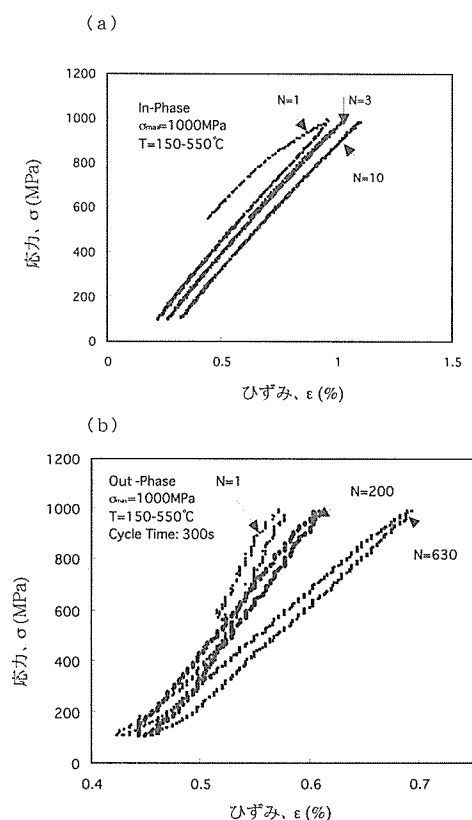 (a)
1200
1000
800
600
400
200
0
応力、σ (MPa)
In-Phase
σmax=1000MPa
T=150-550℃
N=1
N=3
N=10
0
0.5
1
1.5
ひずみ、ε (%)
(b)
1200
1000
800
600
400
200
0
応力、σ (MPa)
Out -Phase
σmax=1000MPa
T=150-550℃
Cycle Time: 300s
N=1
N=200
N=630
0.4
0.5
0.6
0.7
ひずみ、ε (%)